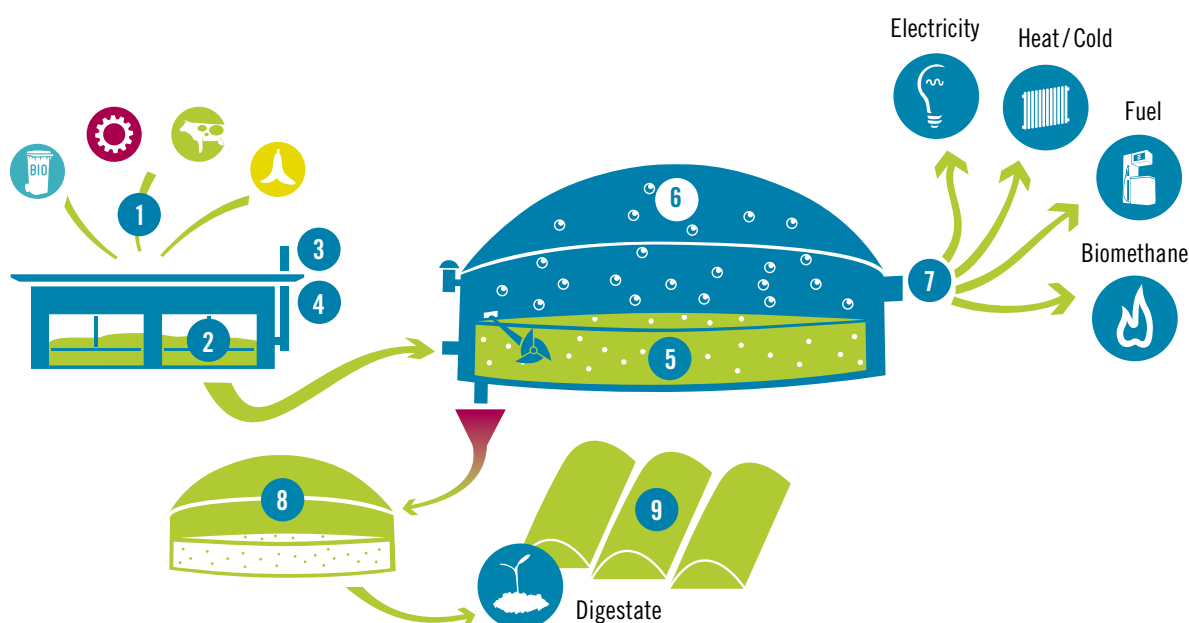 Electricity
Heat / Cold
Fuel
BIO
1
6
3
7
Biomethane
4
2
5
8
9
Digestate